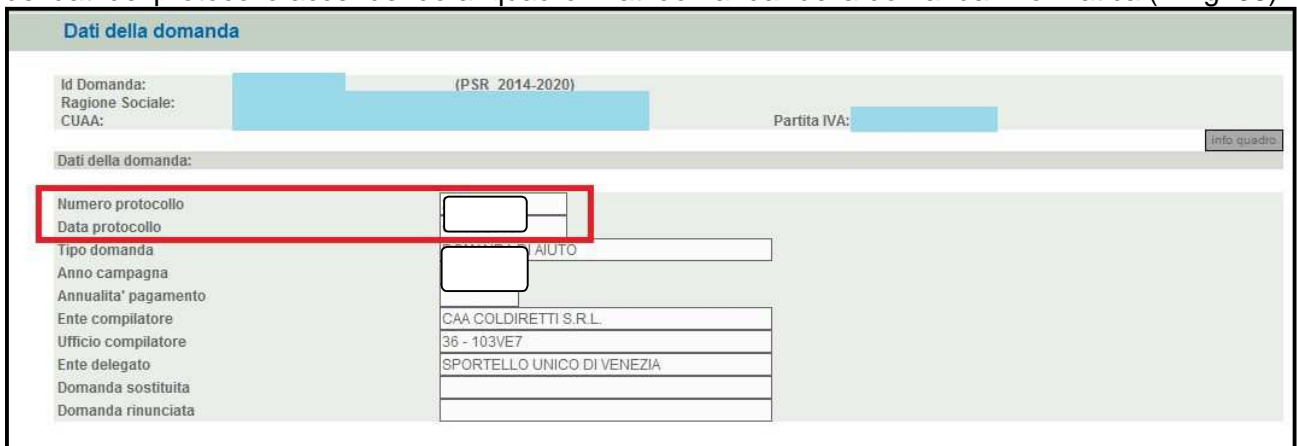 Dati della domanda
Id Domanda: (PSR 2014-2020)
Ragione Sociale:
CUAA: Partita IVA:
info quadro
Dati della domanda:
Numero protocollo
Data protocollo
Tipo domanda AIUTO
Anno campagna
Annualita' pagamento
Ente compilatore CAA COLDIRETTI S.R.L.
Ufficio compilatore 36 - 103VE7
Ente delegato SPORTELLO UNICO DI VENEZIA
Domanda sostituita
Domanda rinunciata